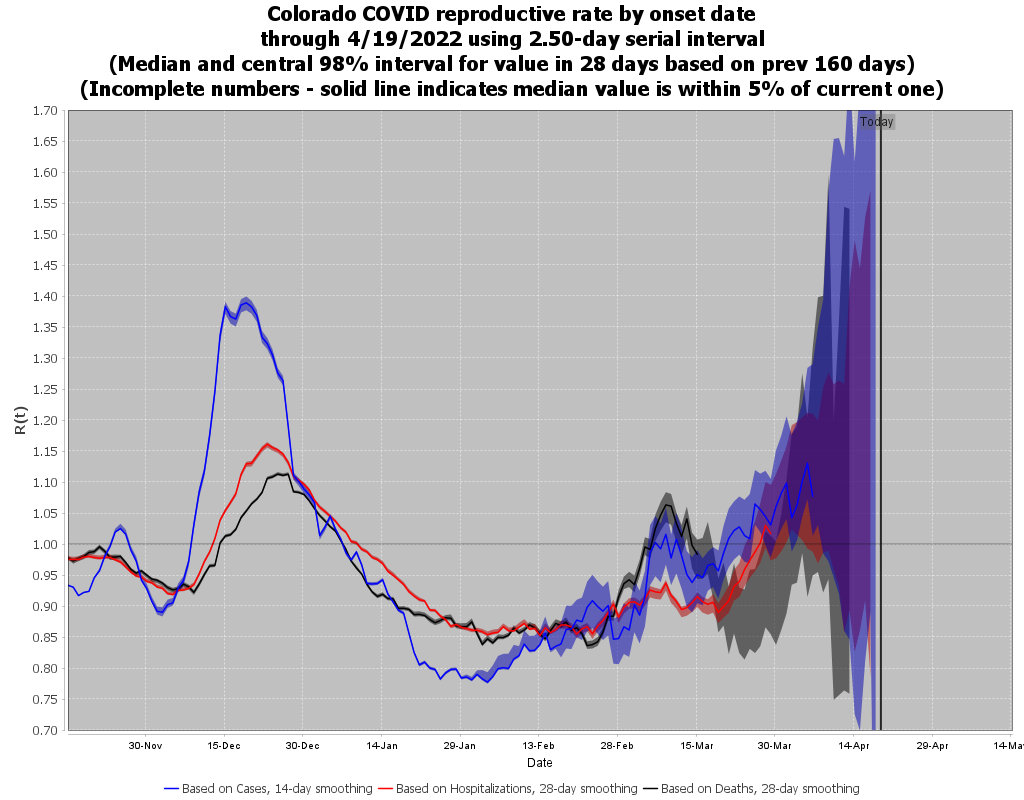 Colorado COVID reproductive rate by onset date
through 4/19/2022 using 2.50-day serial interval
(Median and central 98% interval for value in 28 days based on prev 160 days)
(Incomplete numbers - solid line indicates median value is within 5% of current one)
Today
R(t)
1.70
1.65
1.60
1.55
1.50
1.45
1.40
1.35
1.30
1.25
1.20
1.15
1.10
1.05
1.00
0.95
0.90
0.85
0.80
0.75
0.70
30-Nov 15-Dec 30-Dec 14-Jan 29-Jan 13-Feb 28-Feb 15-Mar 30-Mar 14-Apr 29-Apr 14-May
Date
Based on Cases, 14-day smoothing Based on Hospitalizations, 28-day smoothing Based on Deaths, 28-day smoothing